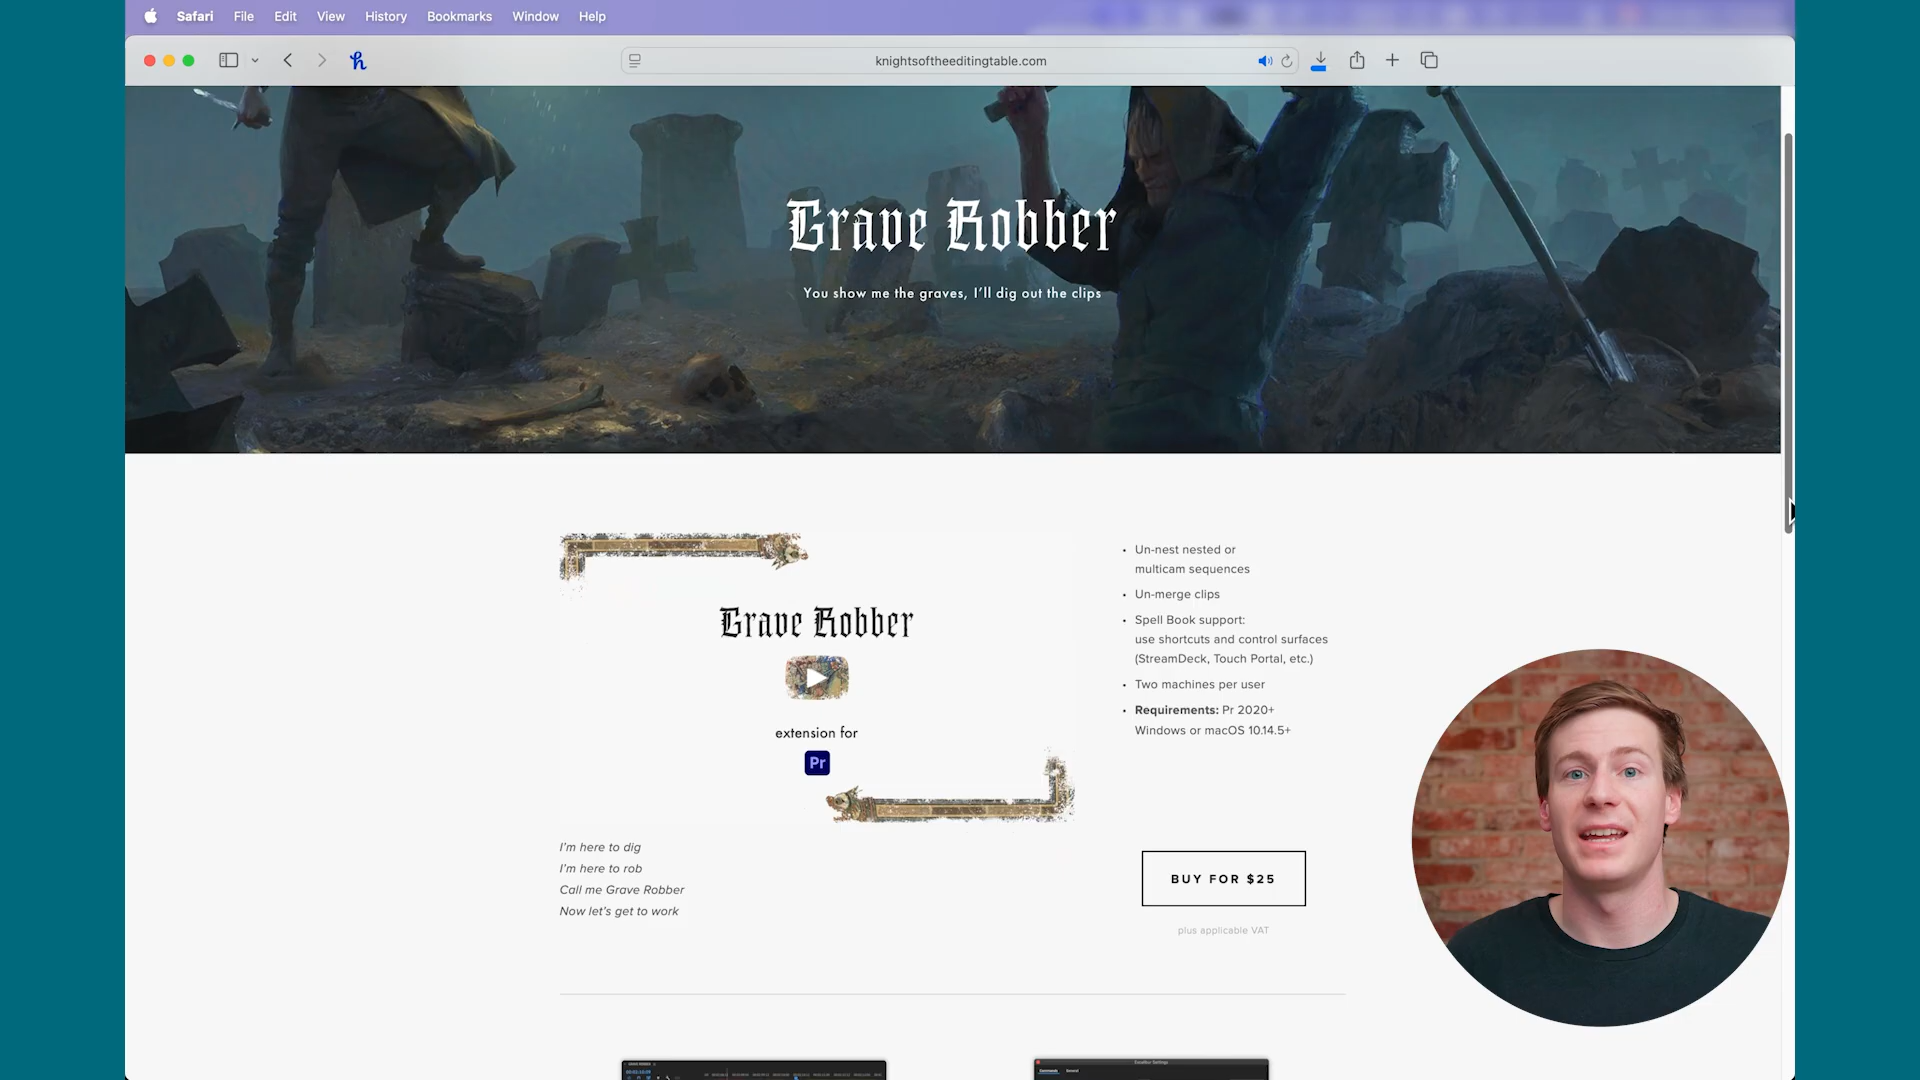 Safari File Edit View History Bookmarks Window Help
knightsoftheeditingtable.com
Grave Robber
You show me the graves, I'll dig out the clips
Grave Robber
extension for
Pr
• Un-nest nested or
multicam sequences
• Un-merge clips
• Spell Book support:
use shortcuts and control surfaces
(StreamDeck, Touch Portal, etc.)
• Two machines per user
• Requirements: Pr 2020+
Windows or macOS 10.14.5+
I'm here to dig
I'm here to rob
Call me Grave Robber
Now let's get to work
BUY FOR $25
plus applicable VAT
Excalibur Settings
Commands General